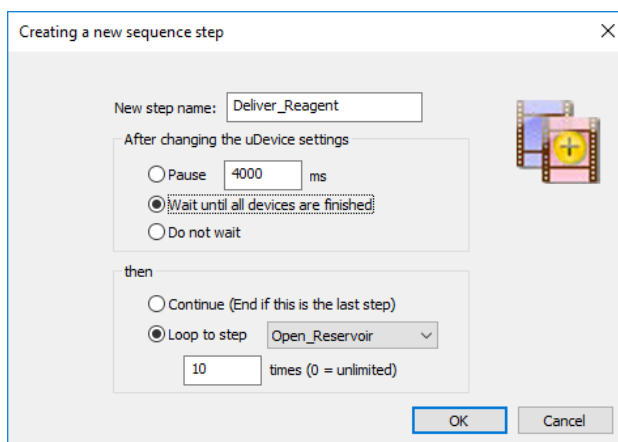 Creating a new sequence step
New step name: Deliver_Reagent
After changing the uDevice settings
Pause 4000 ms
Wait until all devices are finished
Do not wait
then
Continue (End if this is the last step)
Loop to step Open_Reservoir
10 times (0 = unlimited)
OK Cancel